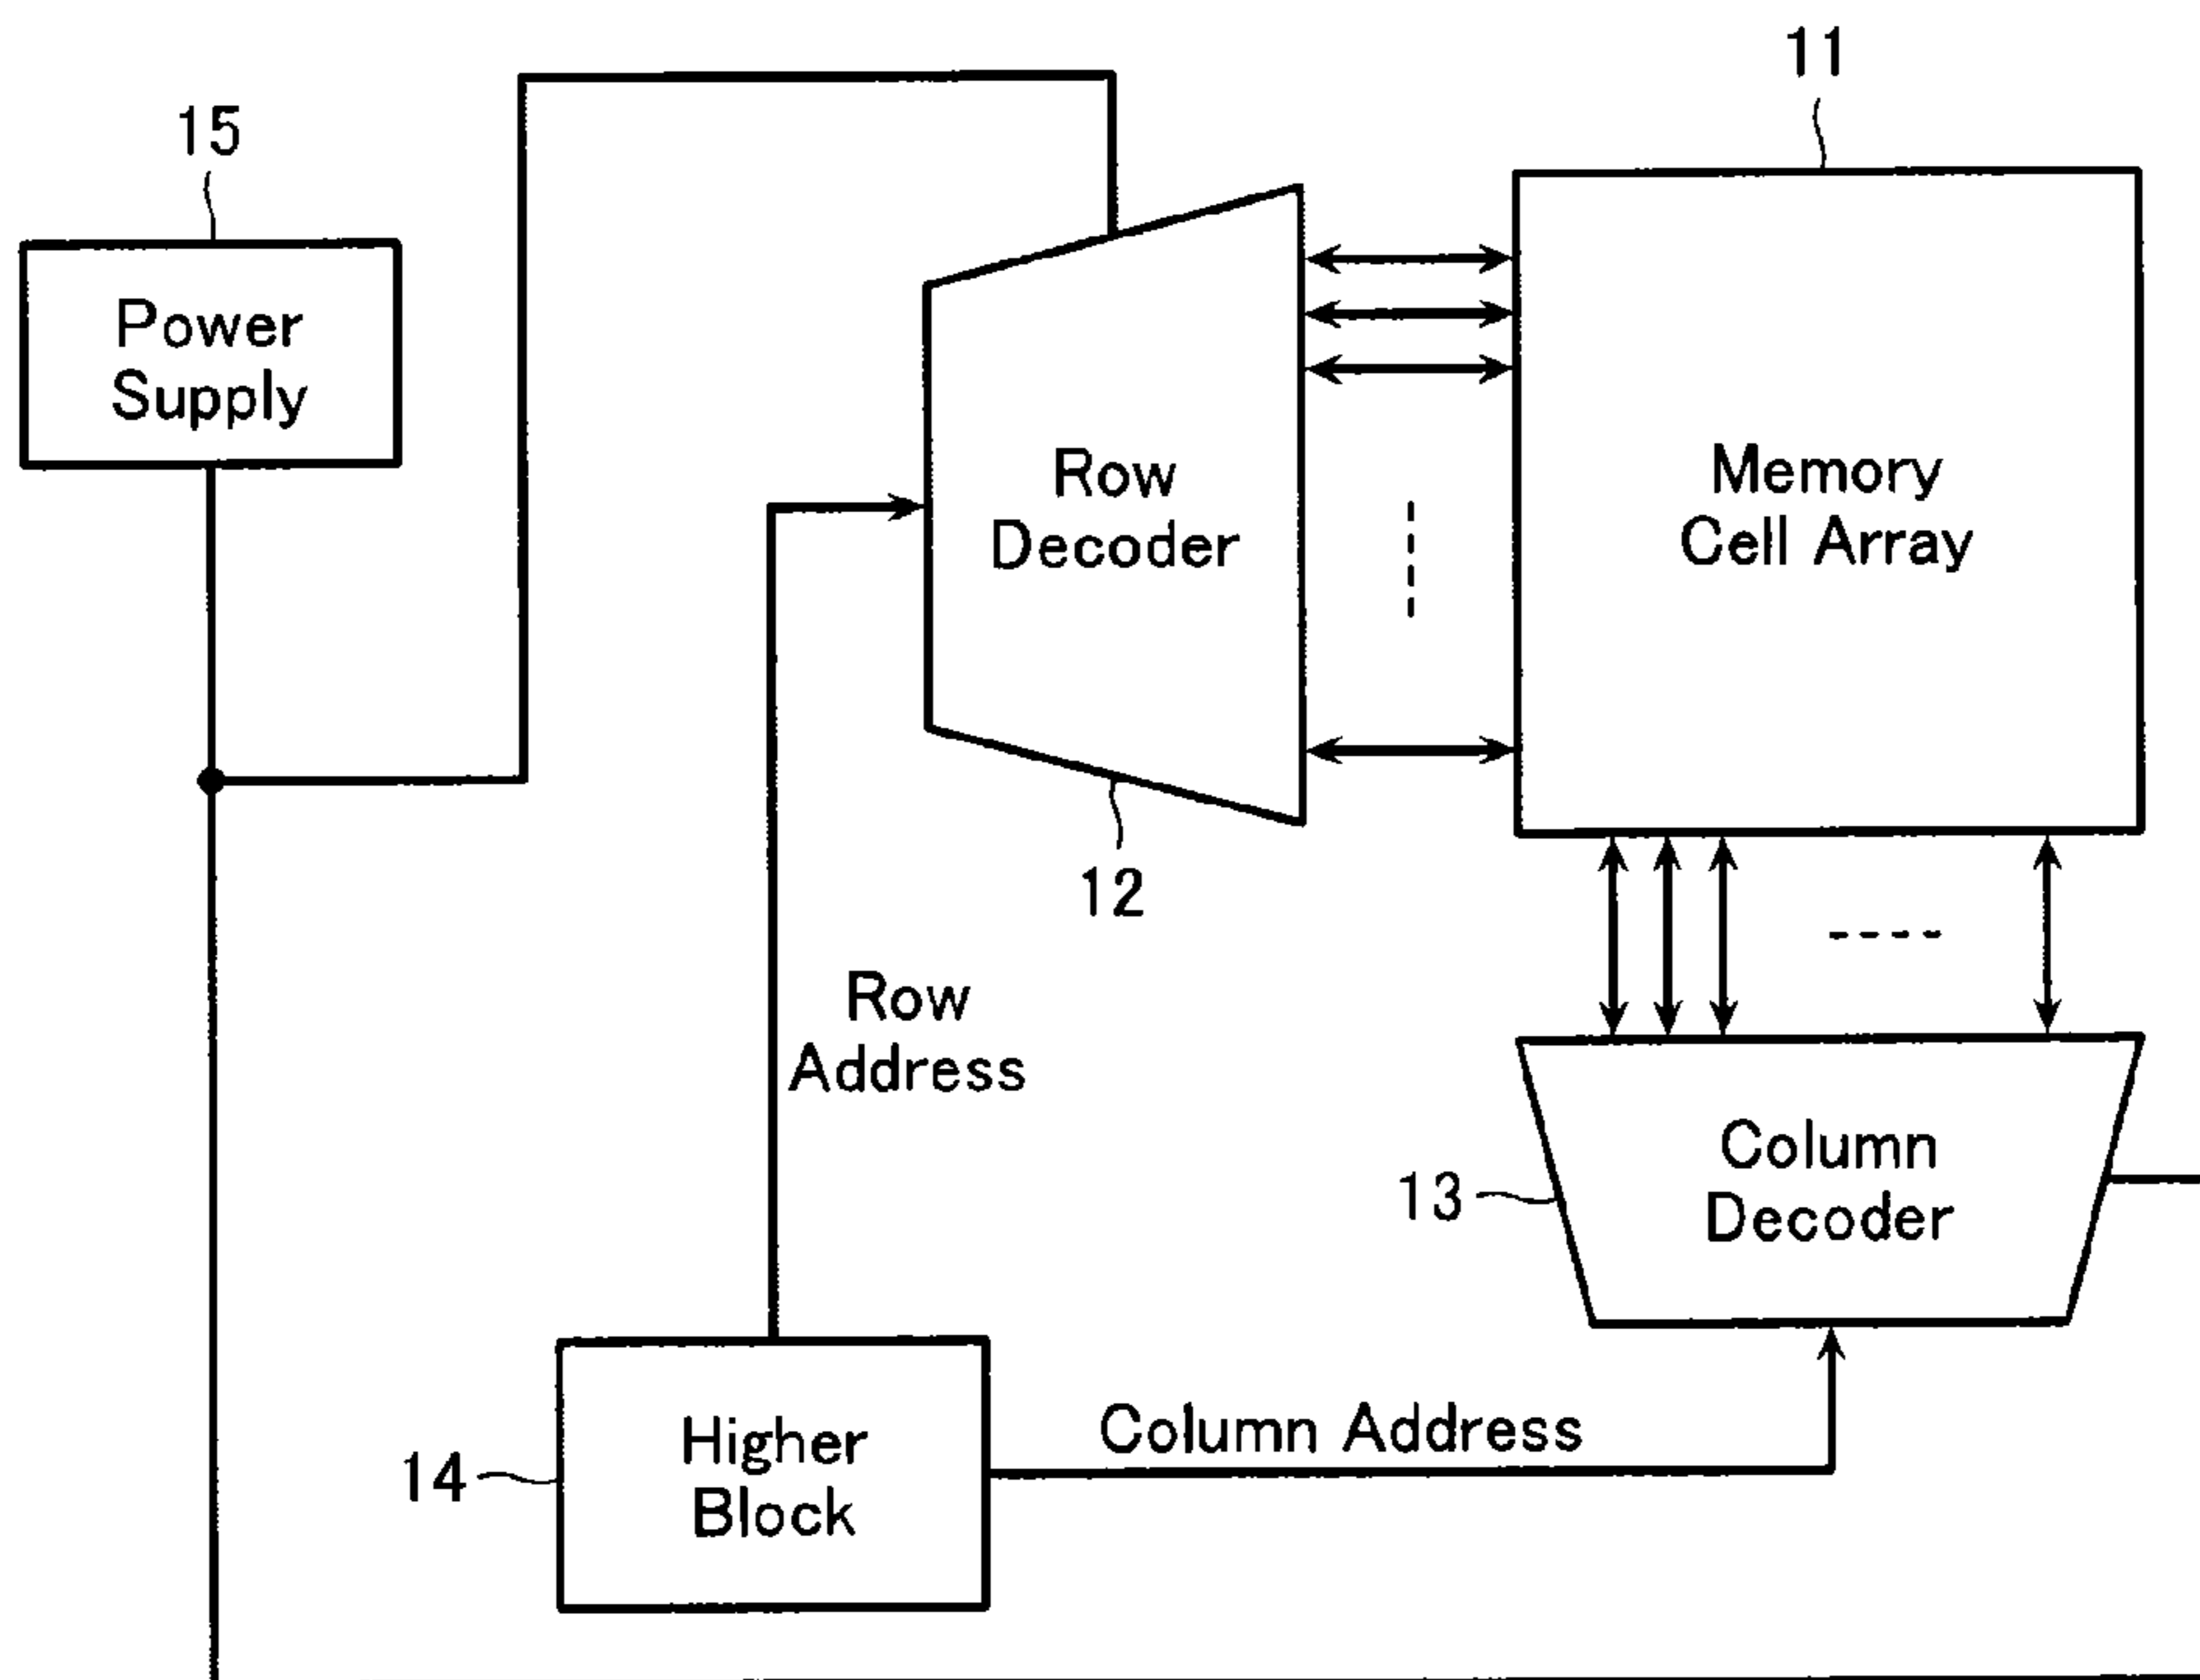 11
15
Power
Supply
Row
Decoder
Memory
Cell Array
12
Row
Address
Column
Decoder
13
Higher
Block
14
Column Address